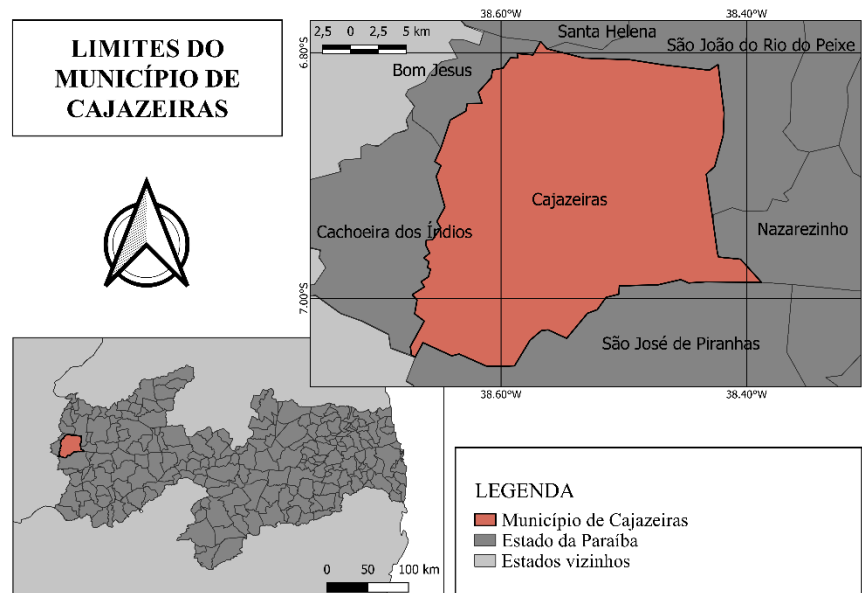 LIMITES DO
MUNICÍPIO DE
CAJAZEIRAS
38.60°W
38.40°W
2,5 0 2,5 5 km
Santa Helena
São João do Rio do Peixe
6.80°S
Bom Jesus
Cajazeiras
Cachoeira dos Índios
Nazarezinho
7.00°S
São José de Piranhas
38.60°W
38.40°W
LEGENDA
Município de Cajazeiras
Estado da Paraíba
Estados vizinhos
0 50 100 km